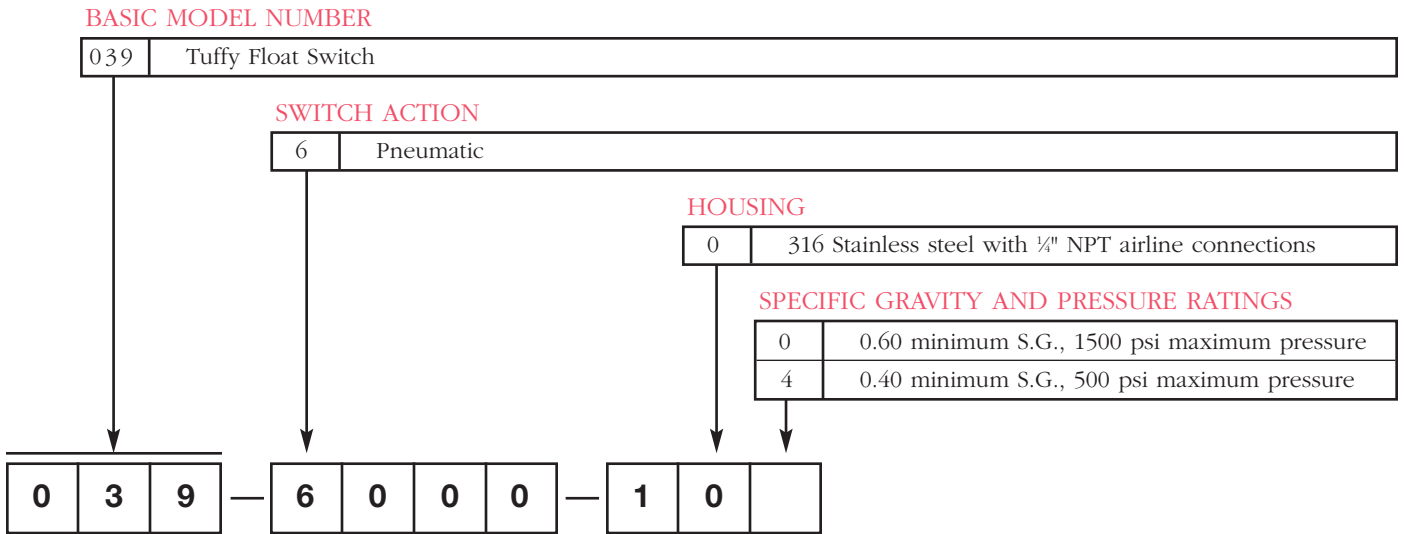 BASIC MODEL NUMBER
039 Tuffy Float Switch
SWITCH ACTION
6 Pneumatic
HOUSING
0 316 Stainless steel with ¼" NPT airline connections
SPECIFIC GRAVITY AND PRESSURE RATINGS
0 0.60 minimum S.G., 1500 psi maximum pressure
4 0.40 minimum S.G., 500 psi maximum pressure
0 3 9 — 6 0 0 0 — 1 0